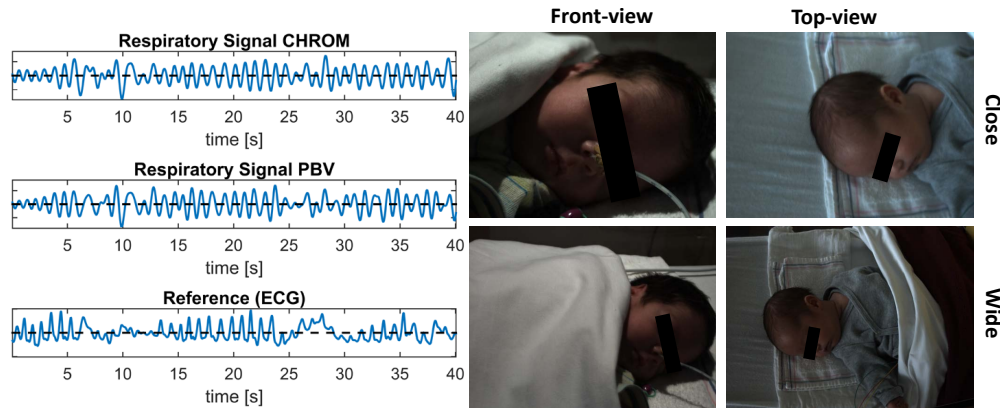 Respiratory Signal CHROM
5 10 15 20 25 30 35 40
time [s]
Respiratory Signal PBV
5 10 15 20 25 30 35 40
time [s]
Reference (ECG)
5 10 15 20 25 30 35 40
time [s]
Front-view Top-view
Close
Wide